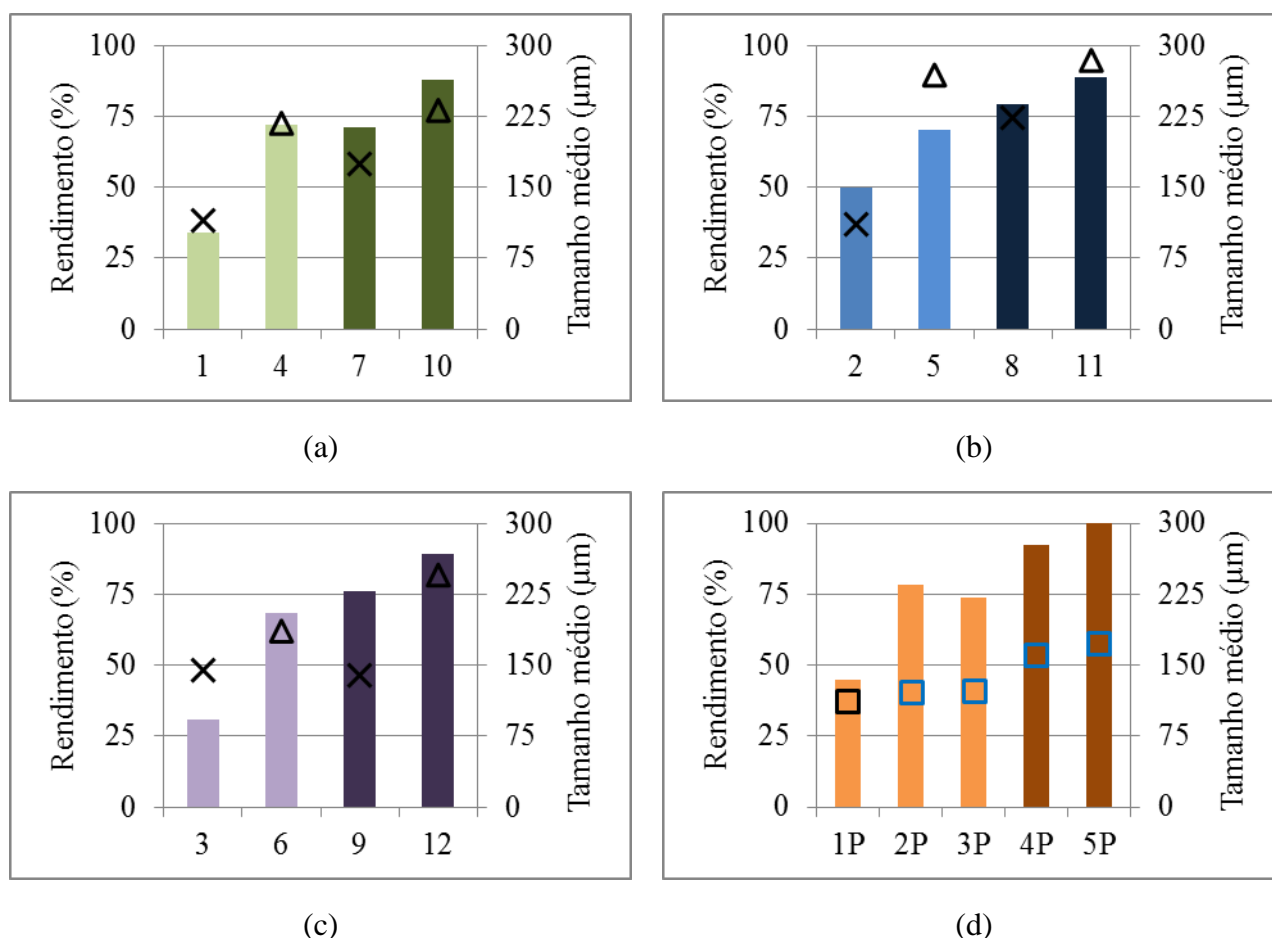 Rendimento (%)
100
75
50
25
0
1 4 7 10
300
225
150
75
0
Tamanho médio (µm)
(a)
Rendimento (%)
100
75
50
25
0
2 5 8 11
300
225
150
75
0
Tamanho médio (µm)
(b)
Rendimento (%)
100
75
50
25
0
3 6 9 12
300
225
150
75
0
Tamanho médio (µm)
(c)
Rendimento (%)
100
75
50
25
0
1P 2P 3P 4P 5P
300
225
150
75
0
Tamanho médio (µm)
(d)